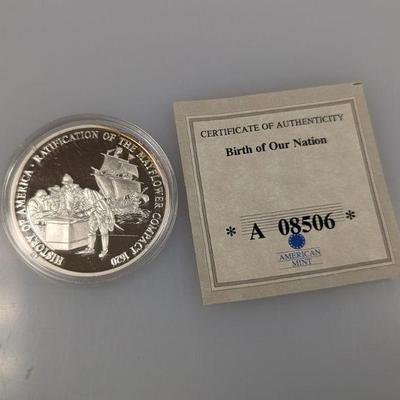 HISTORY OF AMERICA • RATIFICATION OF THE MAYFLOWER COMPACT 1620
CERTIFICATE OF AUTHENTICITY
Birth of Our Nation
* A 08506 *
AMERICAN
MINT